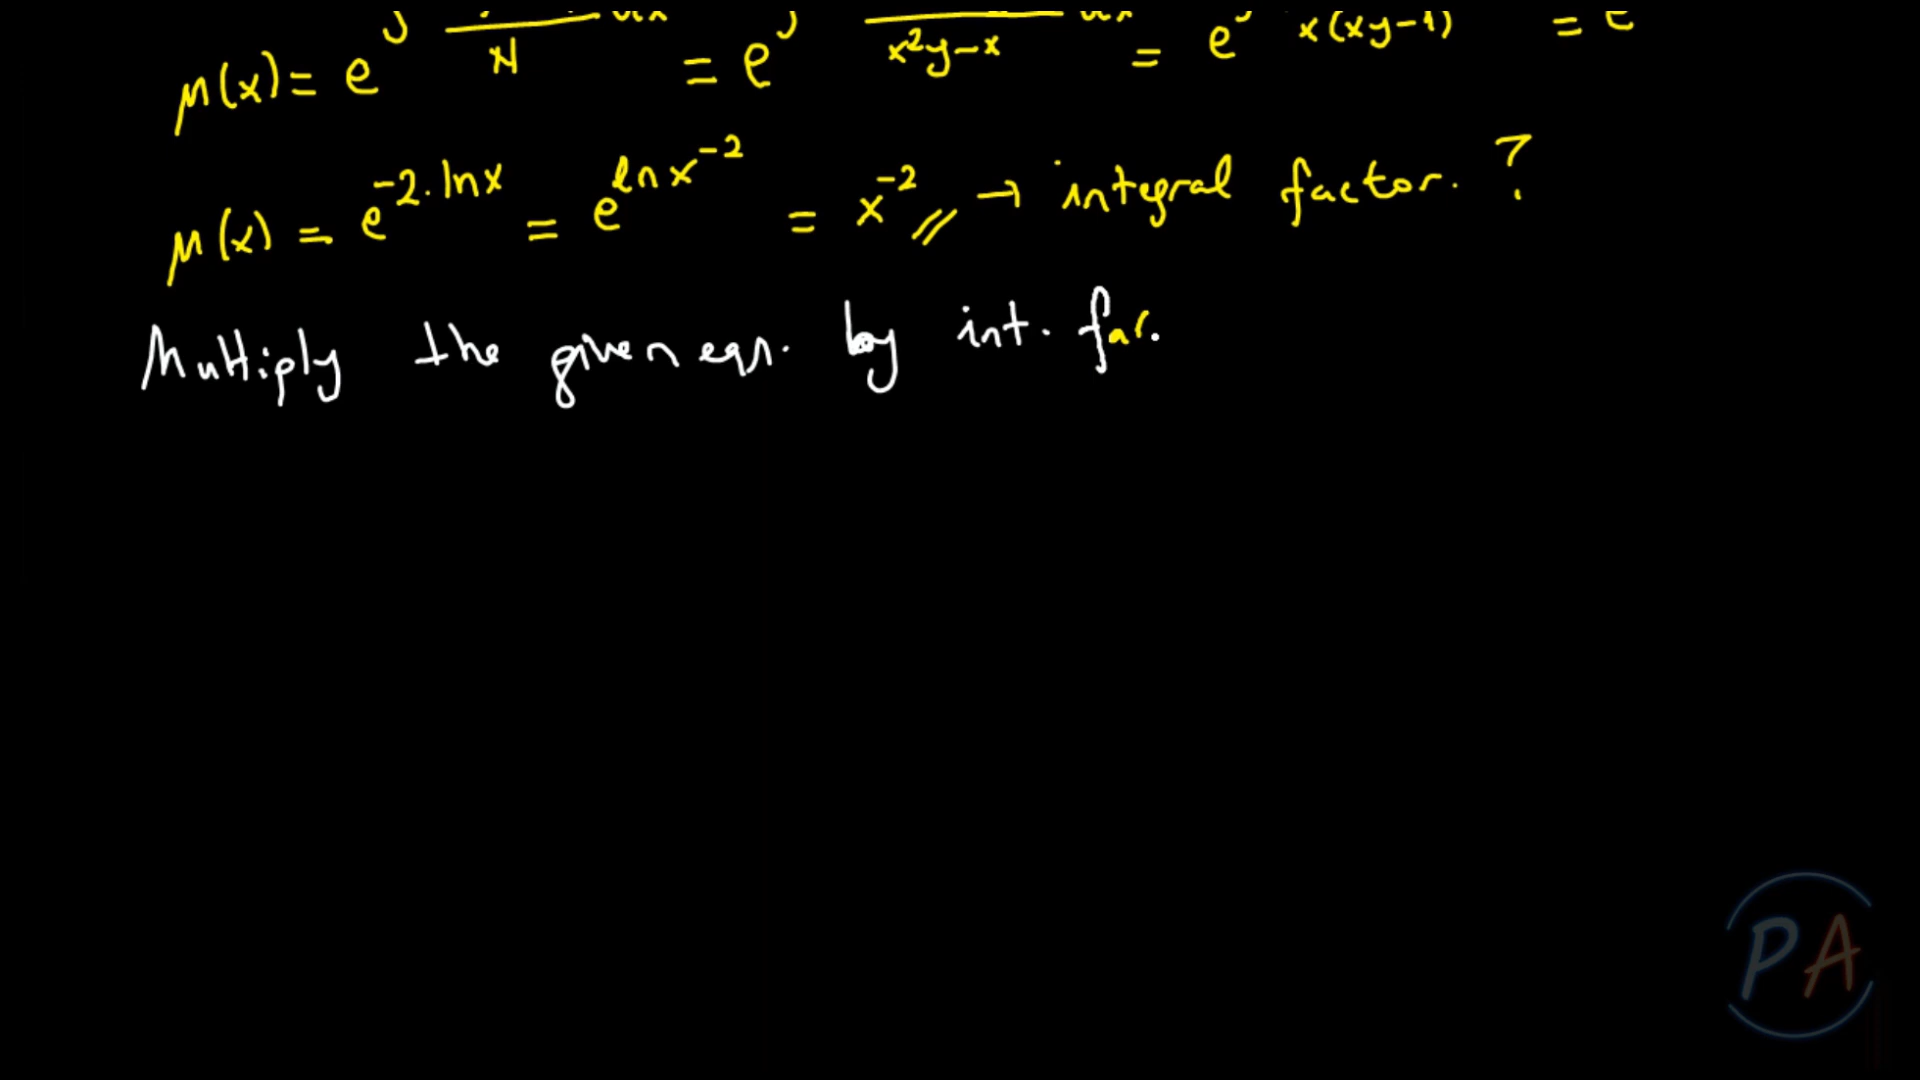 μ(x) = e^∫ /N dx = e^∫ /x²y-x dx = e^∫ x(xy-1) = e
μ(x) = e^-2.lnx = e^lnx^-2 = x^-2 // → integral factor. ?
Multiply the given eqn. by int. far.
PA